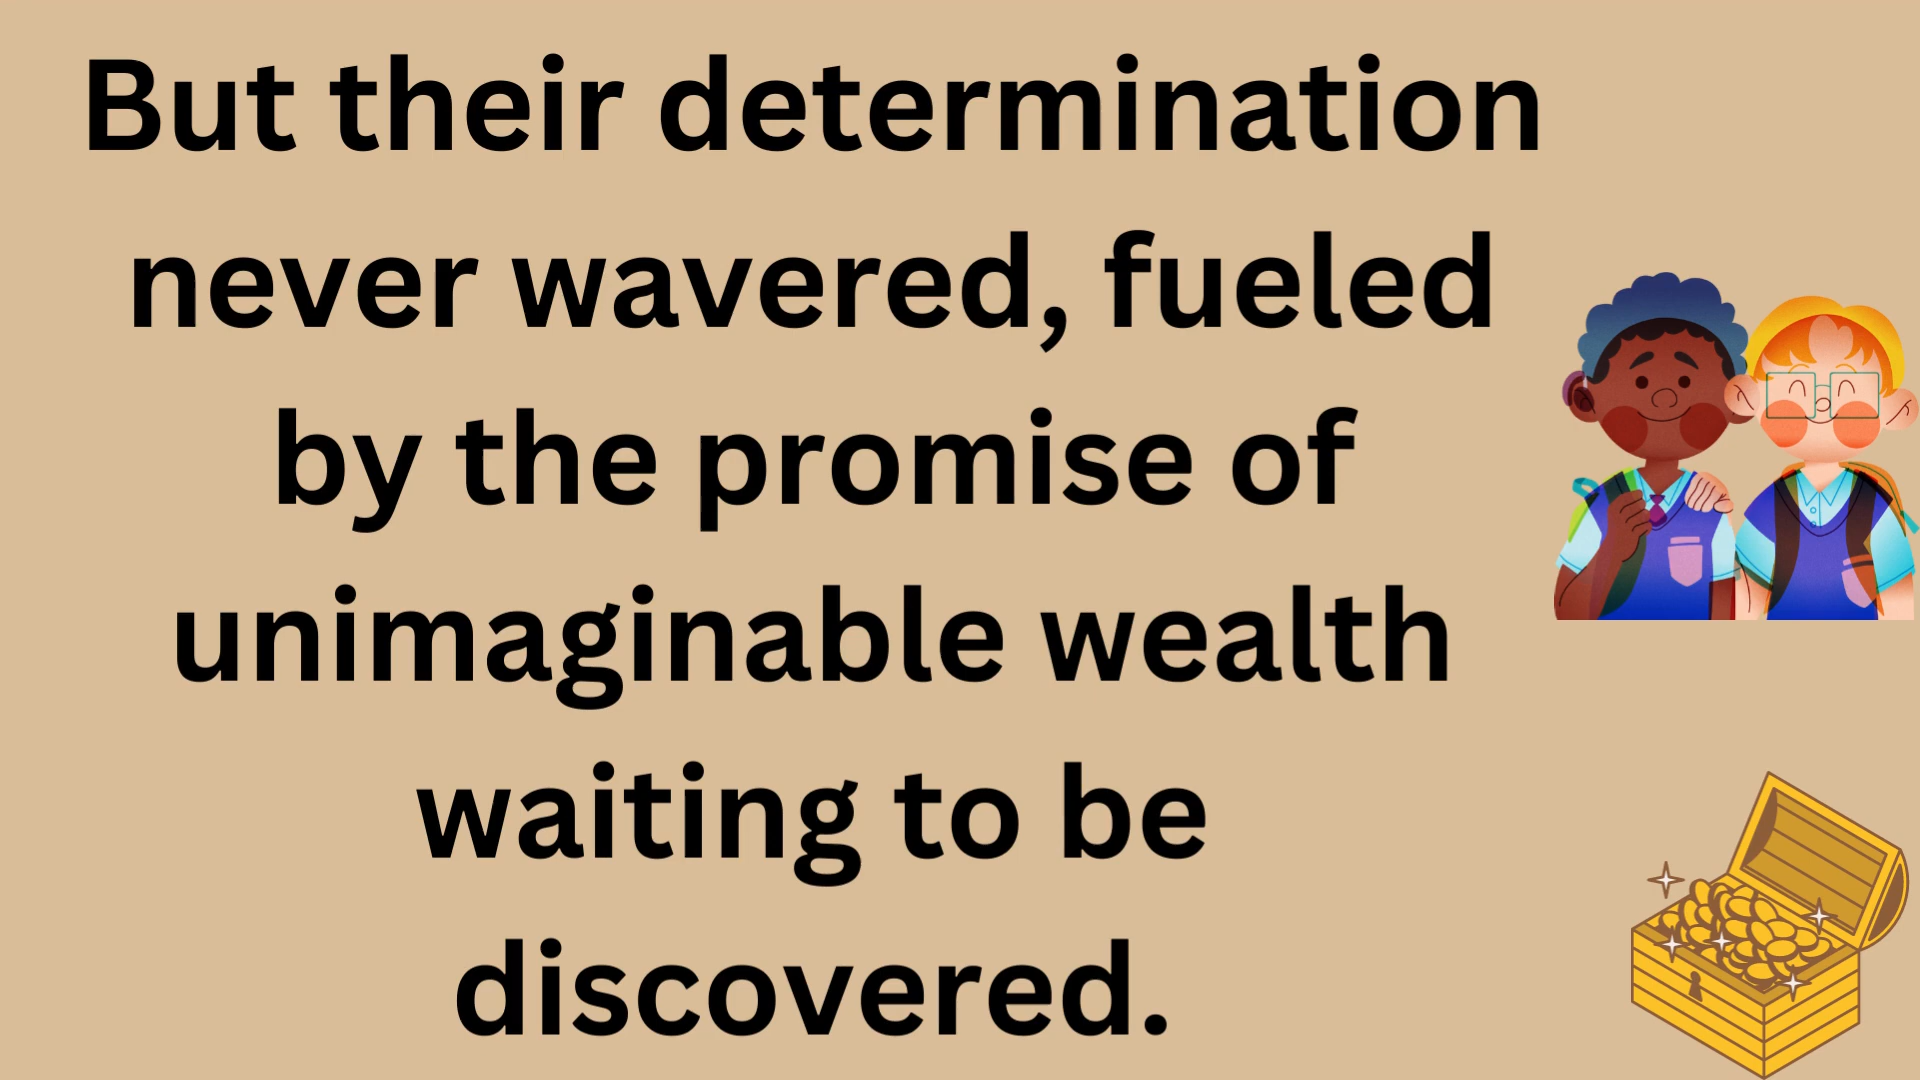 But their determination
never wavered, fueled
by the promise of
unimaginable wealth
waiting to be
discovered.